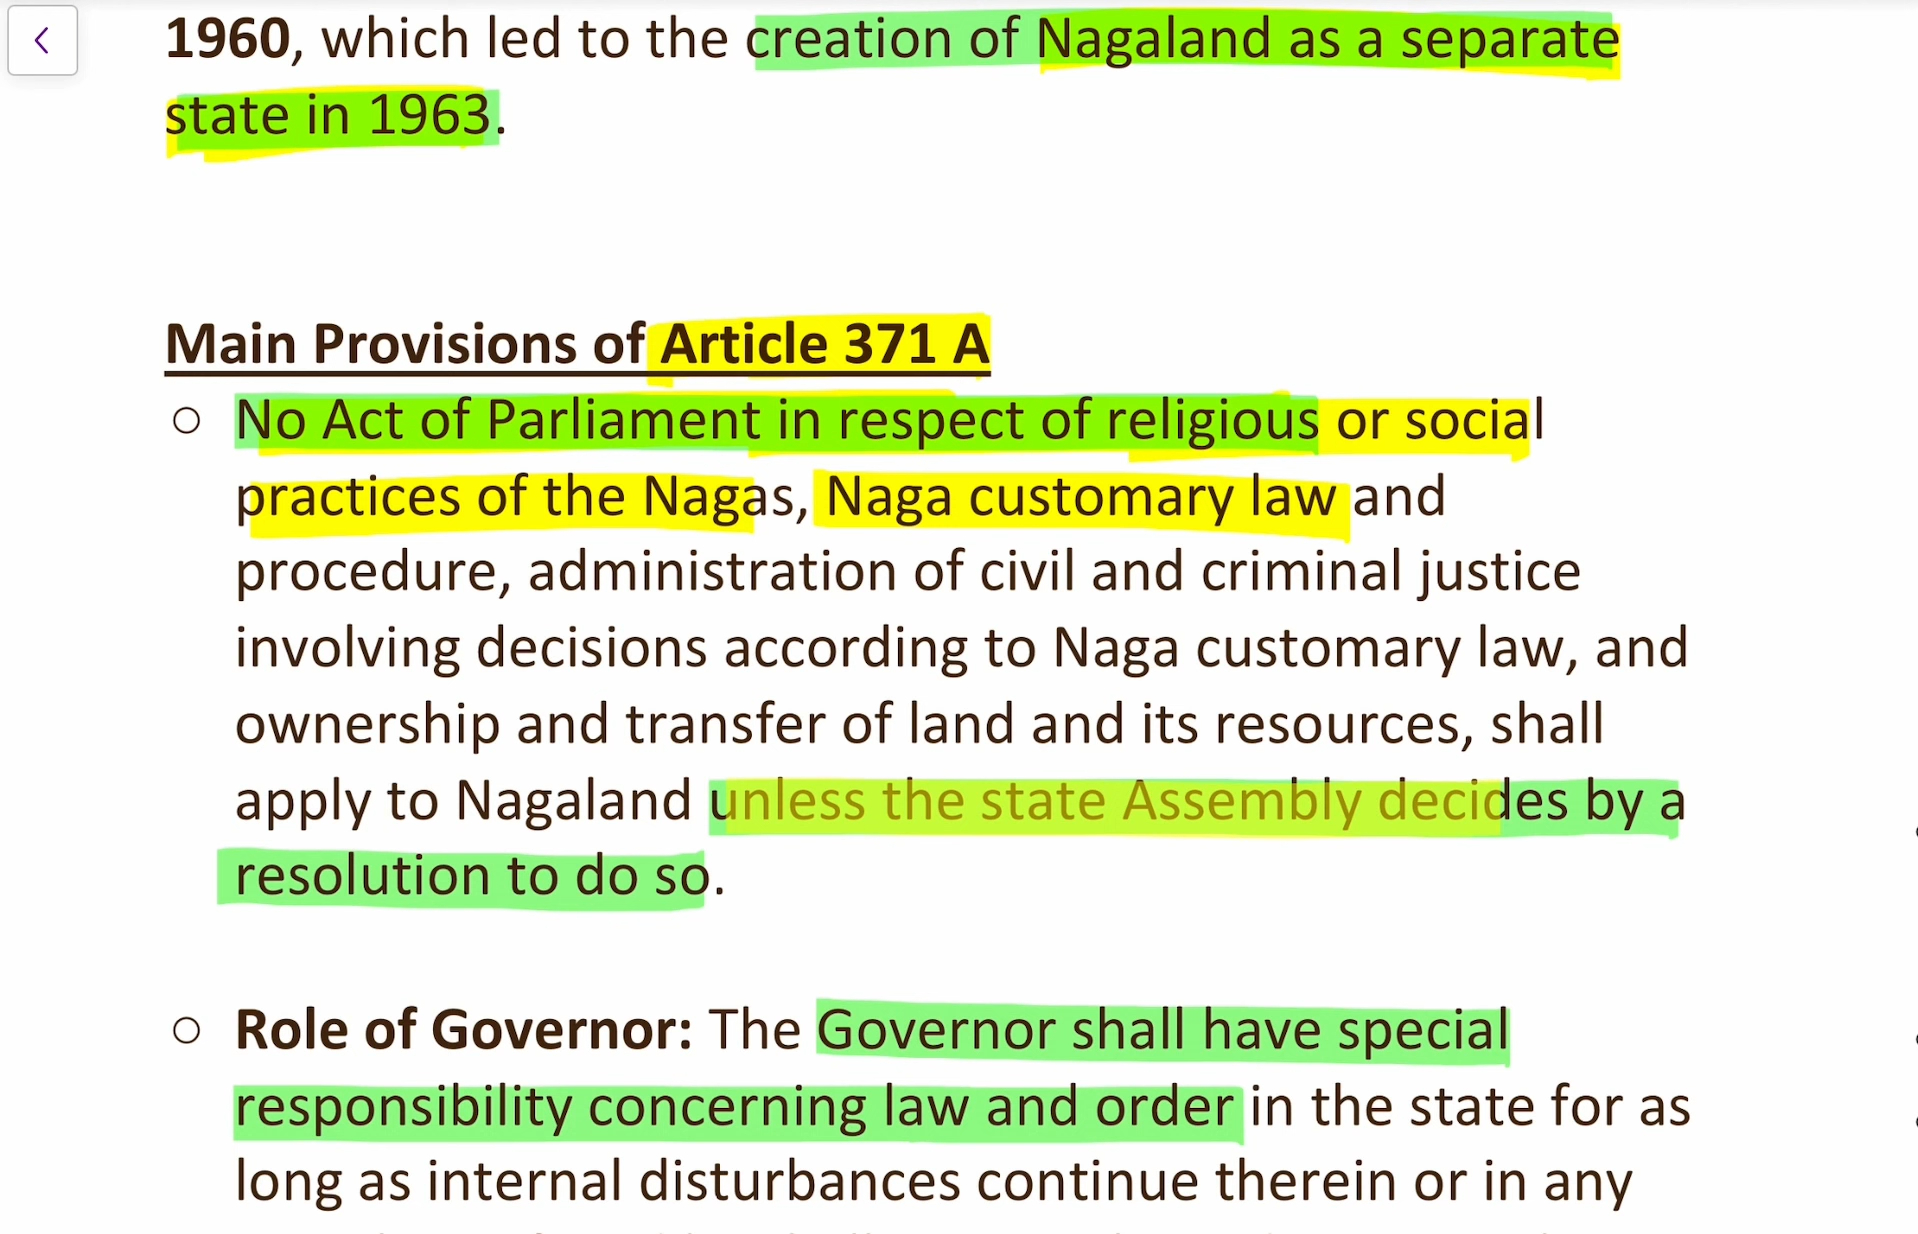 1960, which led to the creation of Nagaland as a separate
state in 1963.
Main Provisions of Article 371 A
○ No Act of Parliament in respect of religious or social
practices of the Nagas, Naga customary law and
procedure, administration of civil and criminal justice
involving decisions according to Naga customary law, and
ownership and transfer of land and its resources, shall
apply to Nagaland unless the state Assembly decides by a
resolution to do so.
○ Role of Governor: The Governor shall have special
responsibility concerning law and order in the state for as
long as internal disturbances continue therein or in any